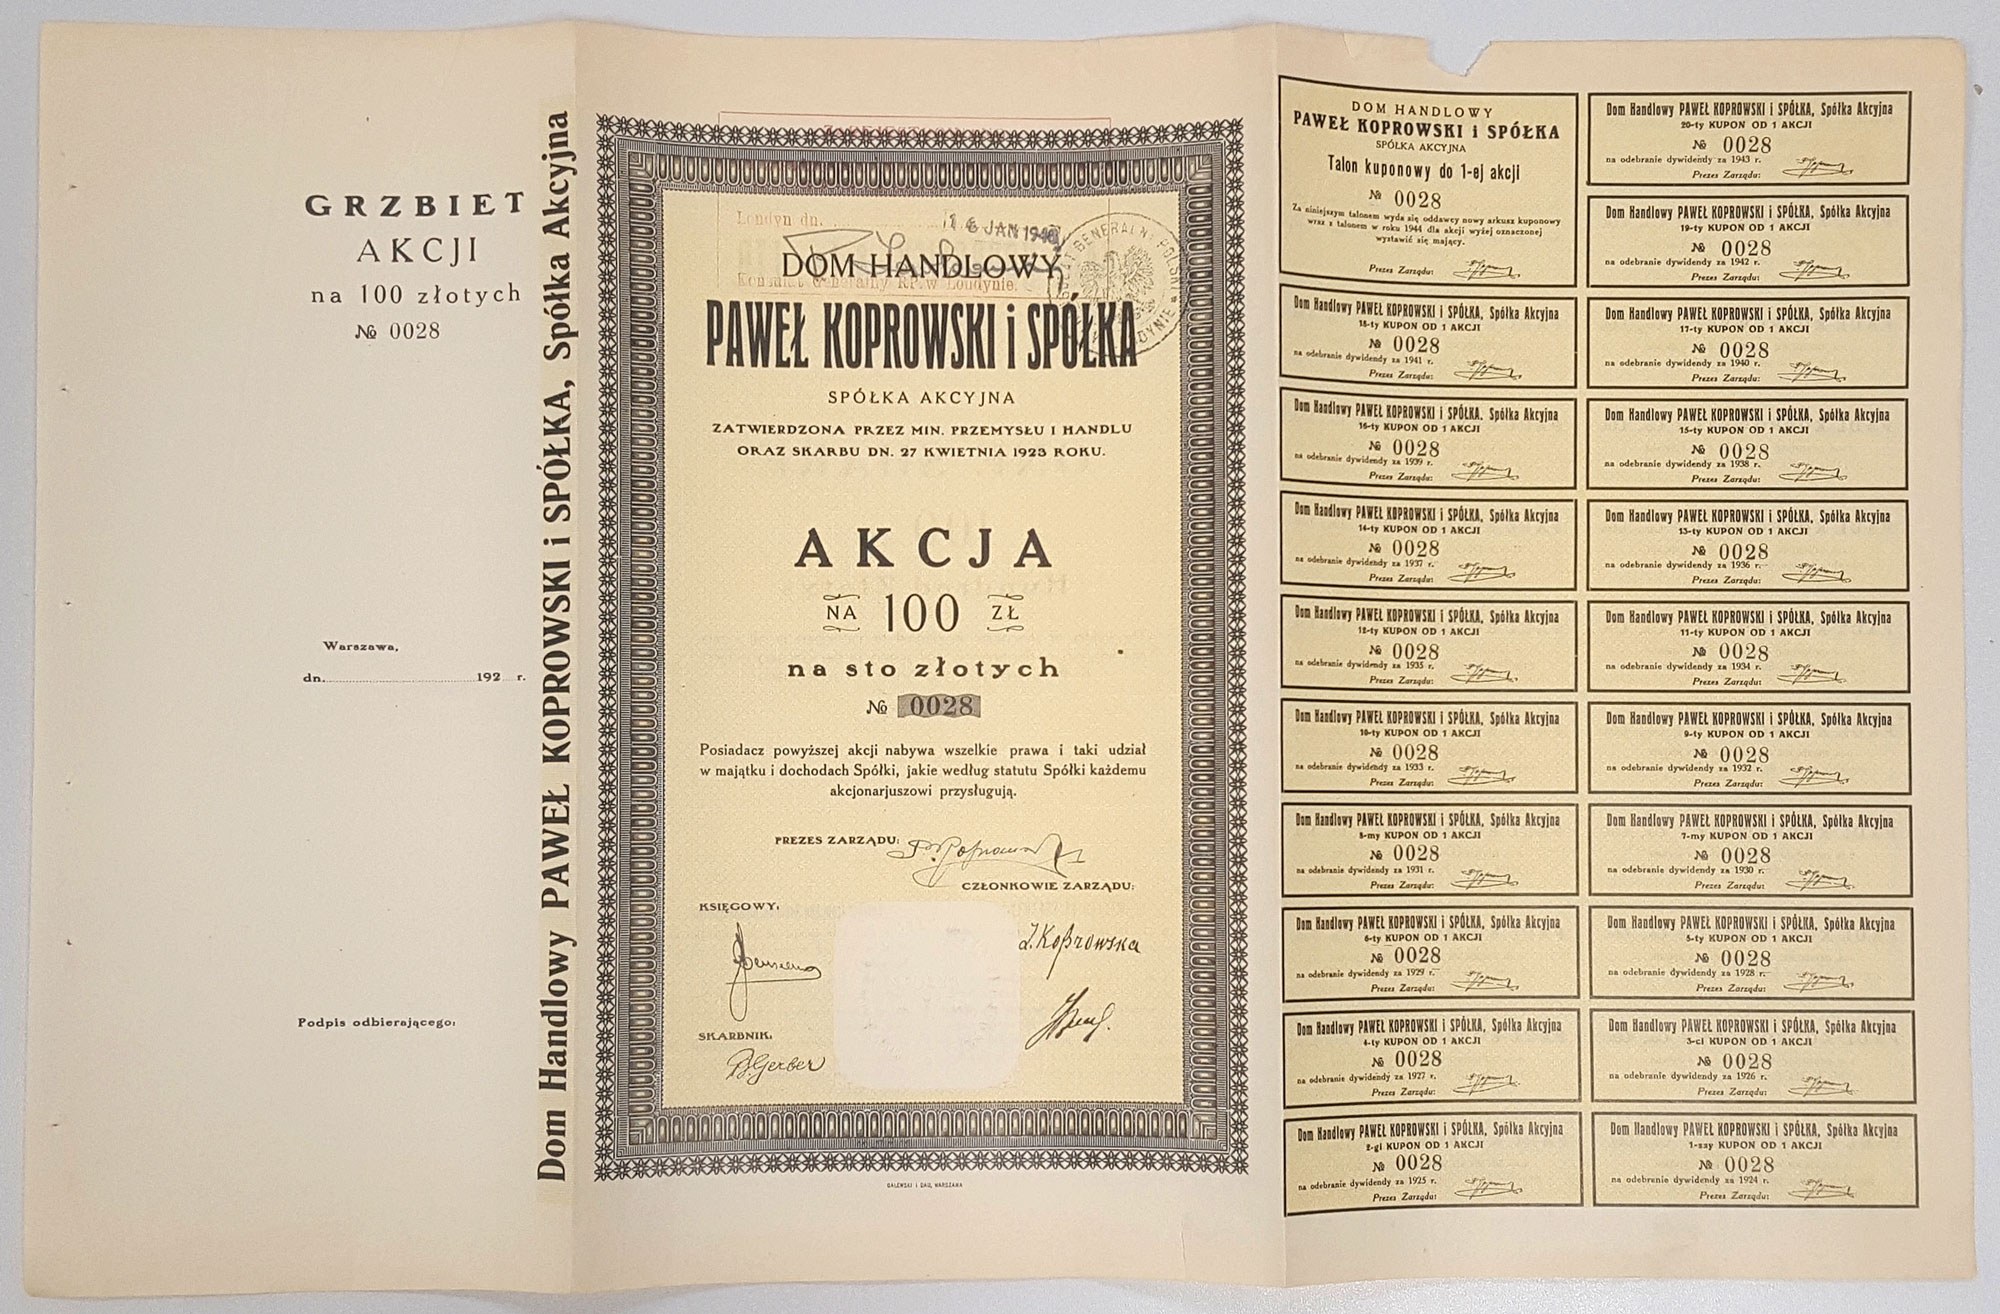 GRZBIET
AKCJI
na 100 złotych
№ 0028
Warszawa,
dn. 192 r.
Podpis odbierającego:
Dom Handlowy PAWEŁ KOPROWSKI i SPÓŁKA, Spółka Akcyjna
Londyn dn. 16 JAN 1940
DOM HANDLOWY
Konsulat Generalny RP. w Londynie.
PAWEŁ KOPROWSKI i SPÓŁKA
SPÓŁKA AKCYJNA
ZATWIERDZONA PRZEZ MIN. PRZEMYSŁU I HANDLU
ORAZ SKARBU DN. 27 KWIETNIA 1923 ROKU.
AKCJA
NA 100 ZŁ
na sto złotych
№ 0028
Posiadacz powyższej akcji nabywa wszelkie prawa i taki udział
w majątku i dochodach Spółki, jakie według statutu Spółki każdemu
akcjonarjuszowi przysługują.
PREZES ZARZĄDU:
CZŁONKOWIE ZARZĄDU:
KSIĘGOWY:
J. Koprowska
SKARBNIK:
B. Gerber
GALEWSKI I DAU, WARSZAWA
DOM HANDLOWY
PAWEŁ KOPROWSKI i SPÓŁKA
SPÓŁKA AKCYJNA
Talon kuponowy do 1-ej akcji
№ 0028
Za niniejszym talonem wyda się oddawcy nowy arkusz kuponowy
wraz z talonem w roku 1944 dla akcji wyżej oznaczonej
wystawić się mający.
Prezes Zarządu:
Dom Handlowy PAWEŁ KOPROWSKI i SPÓŁKA, Spółka Akcyjna
20-ty KUPON OD 1 AKCJI
№ 0028
na odebranie dywidendy za 1943 r.
Prezes Zarządu:
Dom Handlowy PAWEŁ KOPROWSKI i SPÓŁKA, Spółka Akcyjna
19-ty KUPON OD 1 AKCJI
№ 0028
na odebranie dywidendy za 1942 r.
Prezes Zarządu:
Dom Handlowy PAWEŁ KOPROWSKI i SPÓŁKA, Spółka Akcyjna
18-ty KUPON OD 1 AKCJI
№ 0028
na odebranie dywidendy za 1941 r.
Prezes Zarządu:
Dom Handlowy PAWEŁ KOPROWSKI i SPÓŁKA, Spółka Akcyjna
17-ty KUPON OD 1 AKCJI
№ 0028
na odebranie dywidendy za 1940 r.
Prezes Zarządu:
Dom Handlowy PAWEŁ KOPROWSKI i SPÓŁKA, Spółka Akcyjna
16-ty KUPON OD 1 AKCJI
№ 0028
na odebranie dywidendy za 1939 r.
Prezes Zarządu:
Dom Handlowy PAWEŁ KOPROWSKI i SPÓŁKA, Spółka Akcyjna
15-ty KUPON OD 1 AKCJI
№ 0028
na odebranie dywidendy za 1938 r.
Prezes Zarządu:
Dom Handlowy PAWEŁ KOPROWSKI i SPÓŁKA, Spółka Akcyjna
14-ty KUPON OD 1 AKCJI
№ 0028
na odebranie dywidendy za 1937 r.
Prezes Zarządu:
Dom Handlowy PAWEŁ KOPROWSKI i SPÓŁKA, Spółka Akcyjna
13-ty KUPON OD 1 AKCJI
№ 0028
na odebranie dywidendy za 1936 r.
Prezes Zarządu:
Dom Handlowy PAWEŁ KOPROWSKI i SPÓŁKA, Spółka Akcyjna
12-ty KUPON OD 1 AKCJI
№ 0028
na odebranie dywidendy za 1935 r.
Prezes Zarządu:
Dom Handlowy PAWEŁ KOPROWSKI i SPÓŁKA, Spółka Akcyjna
11-ty KUPON OD 1 AKCJI
№ 0028
na odebranie dywidendy za 1934 r.
Prezes Zarządu:
Dom Handlowy PAWEŁ KOPROWSKI i SPÓŁKA, Spółka Akcyjna
10-ty KUPON OD 1 AKCJI
№ 0028
na odebranie dywidendy za 1933 r.
Prezes Zarządu:
Dom Handlowy PAWEŁ KOPROWSKI i SPÓŁKA, Spółka Akcyjna
9-ty KUPON OD 1 AKCJI
№ 0028
na odebranie dywidendy za 1932 r.
Prezes Zarządu:
Dom Handlowy PAWEŁ KOPROWSKI i SPÓŁKA, Spółka Akcyjna
8-my KUPON OD 1 AKCJI
№ 0028
na odebranie dywidendy za 1931 r.
Prezes Zarządu:
Dom Handlowy PAWEŁ KOPROWSKI i SPÓŁKA, Spółka Akcyjna
7-my KUPON OD 1 AKCJI
№ 0028
na odebranie dywidendy za 1930 r.
Prezes Zarządu:
Dom Handlowy PAWEŁ KOPROWSKI i SPÓŁKA, Spółka Akcyjna
6-ty KUPON OD 1 AKCJI
№ 0028
na odebranie dywidendy za 1929 r.
Prezes Zarządu:
Dom Handlowy PAWEŁ KOPROWSKI i SPÓŁKA, Spółka Akcyjna
5-ty KUPON OD 1 AKCJI
№ 0028
na odebranie dywidendy za 1928 r.
Prezes Zarządu:
Dom Handlowy PAWEŁ KOPROWSKI i SPÓŁKA, Spółka Akcyjna
4-ty KUPON OD 1 AKCJI
№ 0028
na odebranie dywidendy za 1927 r.
Prezes Zarządu:
Dom Handlowy PAWEŁ KOPROWSKI i SPÓŁKA, Spółka Akcyjna
3-ci KUPON OD 1 AKCJI
№ 0028
na odebranie dywidendy za 1926 r.
Prezes Zarządu:
Dom Handlowy PAWEŁ KOPROWSKI i SPÓŁKA, Spółka Akcyjna
2-gi KUPON OD 1 AKCJI
№ 0028
na odebranie dywidendy za 1925 r.
Prezes Zarządu:
Dom Handlowy PAWEŁ KOPROWSKI i SPÓŁKA, Spółka Akcyjna
1-szy KUPON OD 1 AKCJI
№ 0028
na odebranie dywidendy za 1924 r.
Prezes Zarządu: